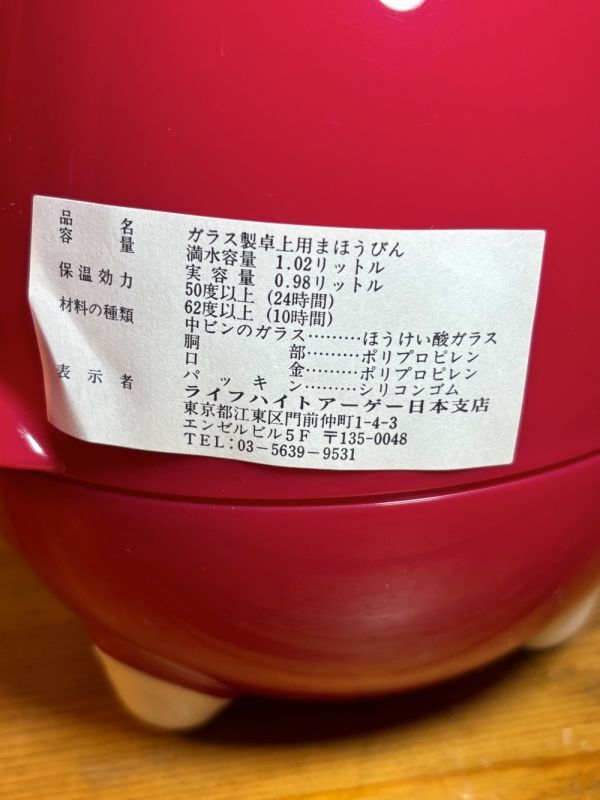 品名 ガラス製卓上用まほうびん
容量 満水容量 1.02リットル
実容量 0.98リットル
保温効力 50度以上 (24時間)
62度以上 (10時間)
材料の種類 中ビンのガラス………ほうけい酸ガラス
胴部………ポリプロピレン
口金………ポリプロピレン
パッキン………シリコンゴム
表示者 ライフハイトアーゲー日本支店
東京都江東区門前仲町1-4-3
エンゼルビル5F 〒135-0048
TEL:03-5639-9531